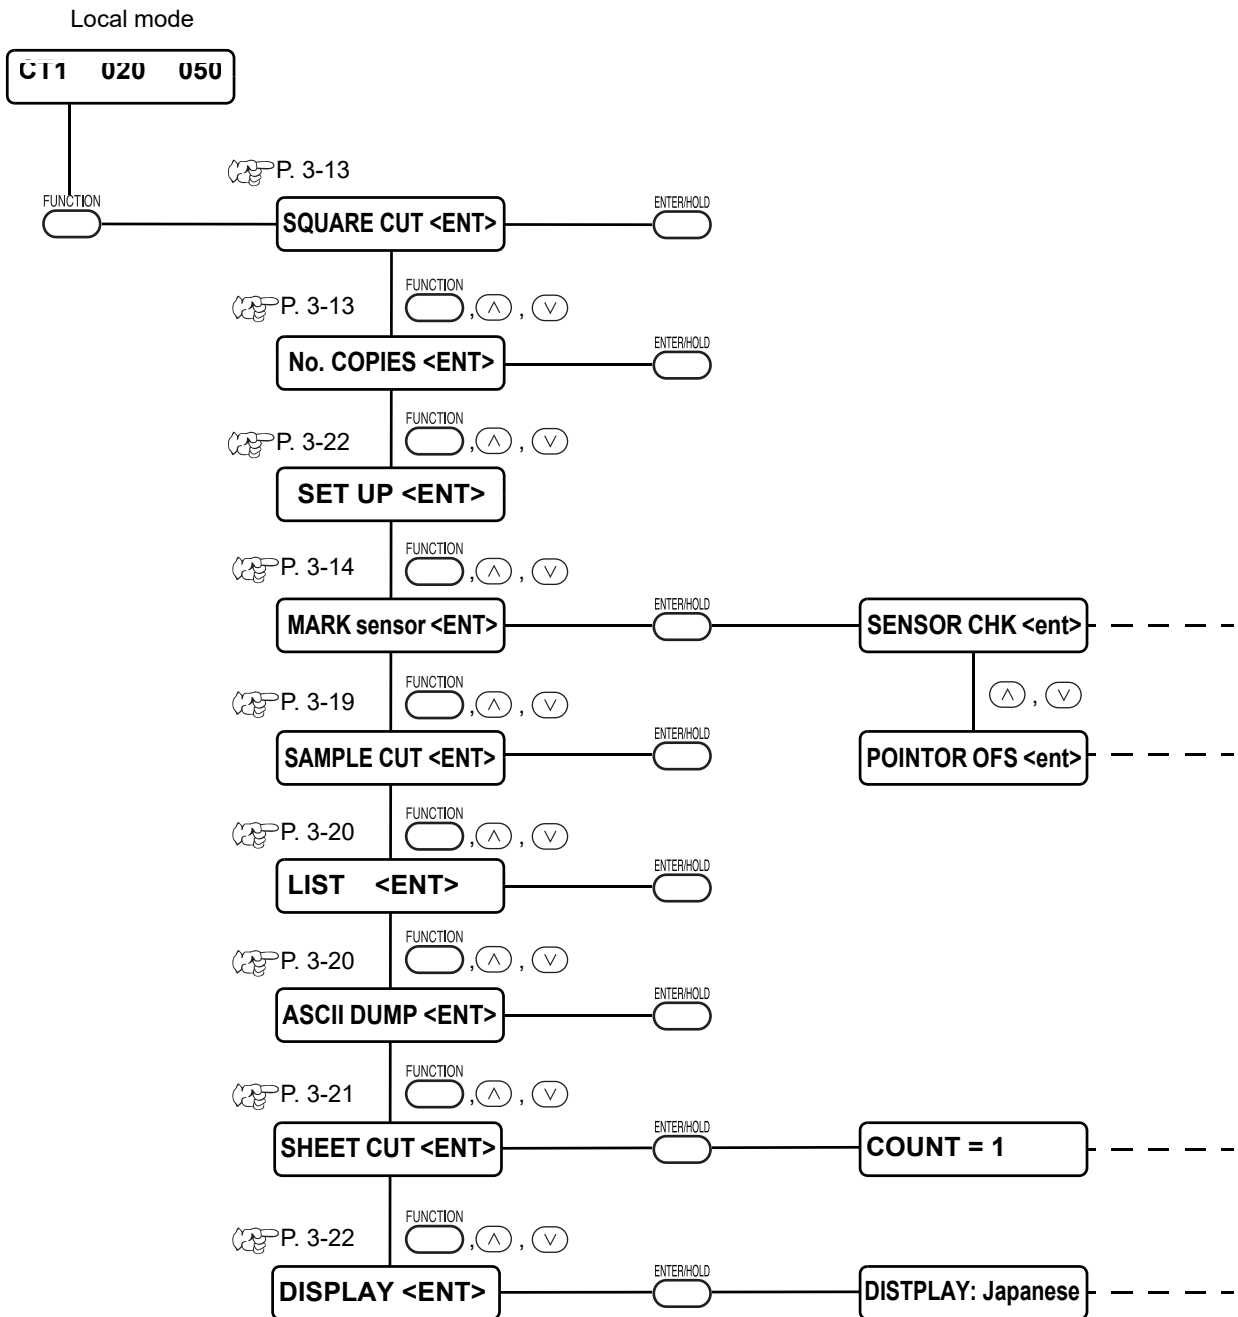 Local mode
CT1 020 050
P. 3-13
FUNCTION
SQUARE CUT <ENT>
ENTER/HOLD
P. 3-13
FUNCTION
, ,
No. COPIES <ENT>
ENTER/HOLD
P. 3-22
FUNCTION
, ,
SET UP <ENT>
P. 3-14
FUNCTION
, ,
MARK sensor <ENT>
ENTER/HOLD
SENSOR CHK <ent>
P. 3-19
FUNCTION
, ,
,
SAMPLE CUT <ENT>
ENTER/HOLD
POINTOR OFS <ent>
P. 3-20
FUNCTION
, ,
LIST <ENT>
ENTER/HOLD
P. 3-20
FUNCTION
, ,
ASCII DUMP <ENT>
ENTER/HOLD
P. 3-21
FUNCTION
, ,
SHEET CUT <ENT>
ENTER/HOLD
COUNT = 1
P. 3-22
FUNCTION
, ,
DISPLAY <ENT>
ENTER/HOLD
DISTPLAY: Japanese